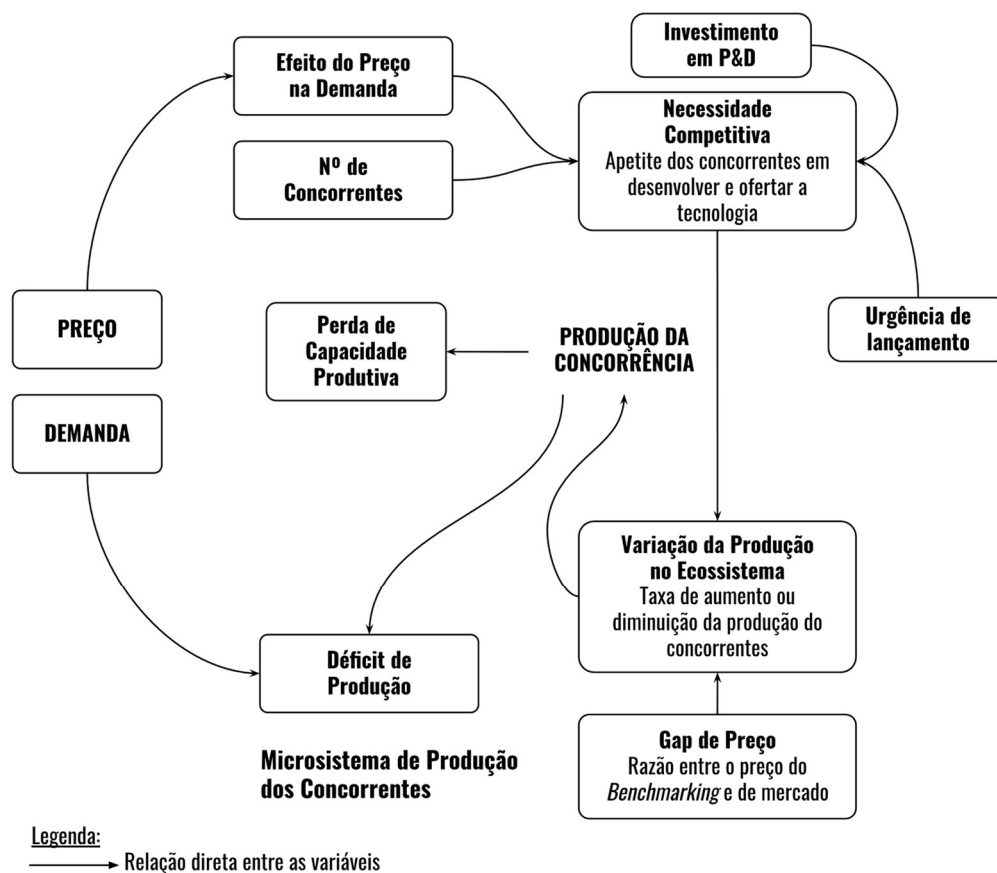 Investimento
em P&D
Efeito do Preço
na Demanda
Necessidade
Competitiva
Apetite dos concorrentes em
desenvolver e ofertar a
tecnologia
Nº de
Concorrentes
PREÇO
Perda de
Capacidade
Produtiva
PRODUÇÃO DA
CONCORRÊNCIA
Urgência de
lançamento
DEMANDA
Variação da Produção
no Ecossistema
Taxa de aumento ou
diminuição da produção do
concorrentes
Déficit de
Produção
Gap de Preço
Razão entre o preço do
Benchmarking e de mercado
Microsistema de Produção
dos Concorrentes
Legenda:
Relação direta entre as variáveis